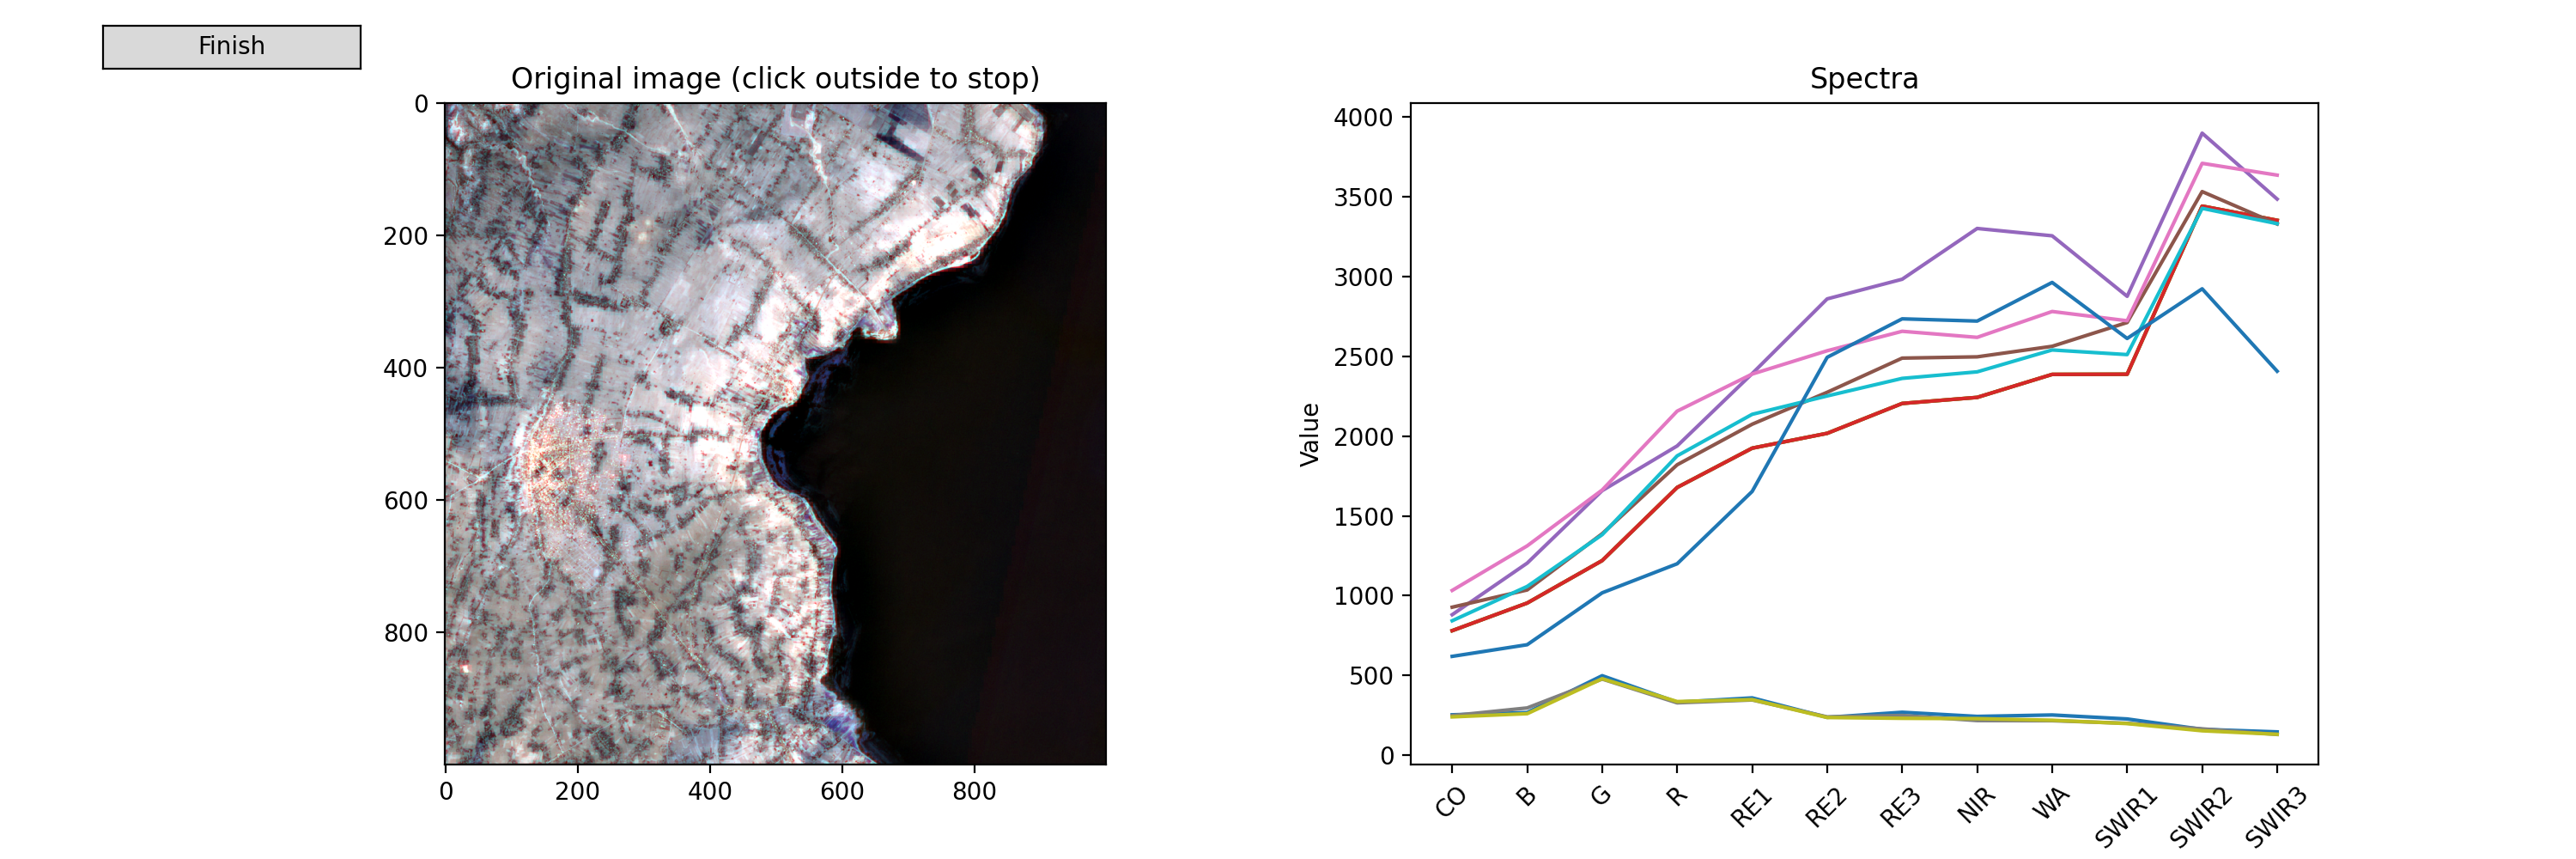 Finish
Original image (click outside to stop)
0
200
400
600
800
0 200 400 600 800
Spectra
Value
4000
3500
3000
2500
2000
1500
1000
500
0
CO B G R RE1 RE2 RE3 NIR WA SWIR1 SWIR2 SWIR3